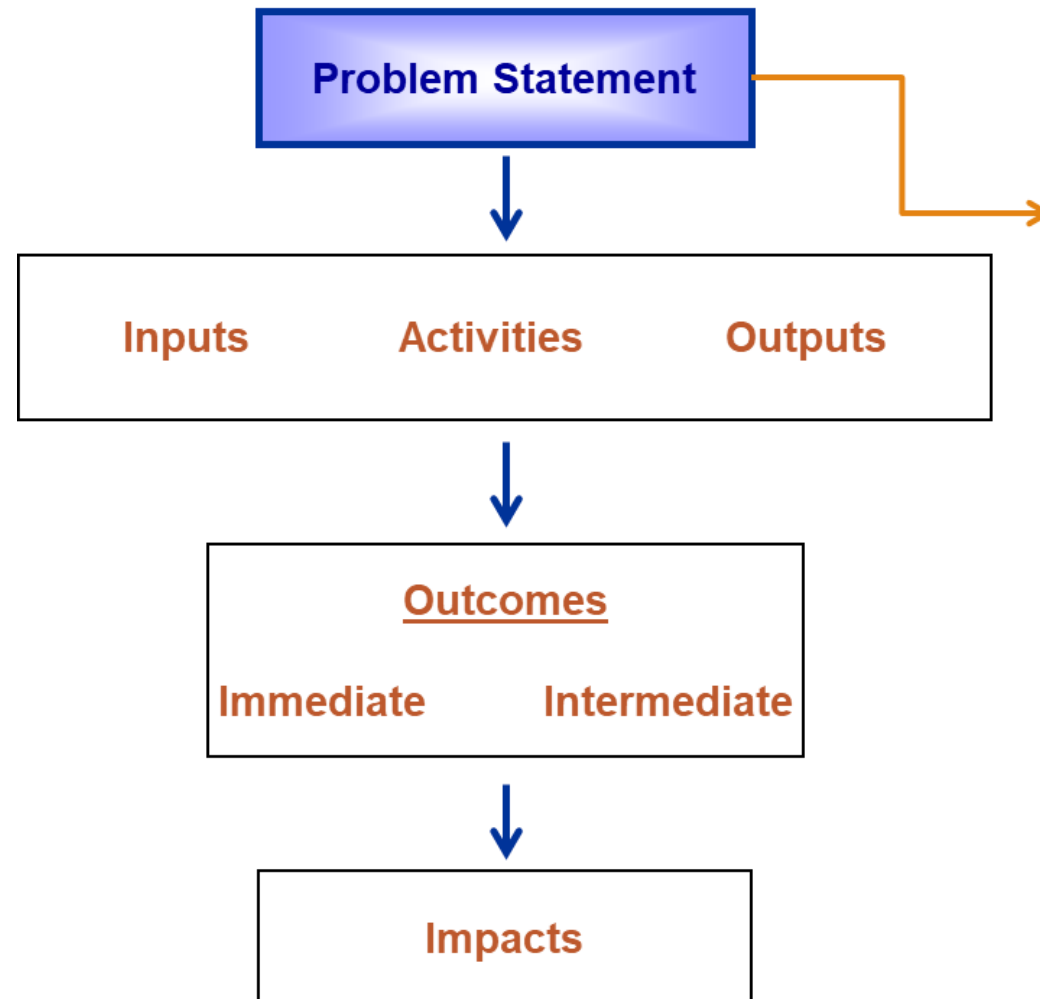 Problem Statement
Inputs Activities Outputs
Outcomes
Immediate Intermediate
Impacts